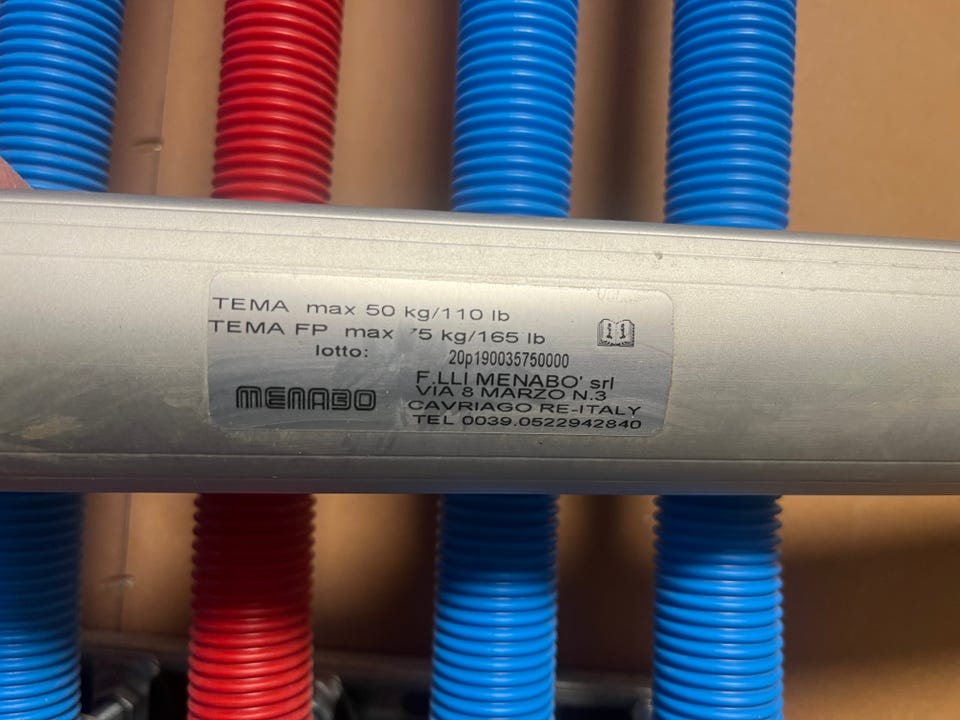 TEMA max 50 kg/110 lb
TEMA FP max 75 kg/165 lb
lotto: 20p190035750000
MENABO
F.LLI MENABO' srl
VIA 8 MARZO N.3
CAVRIAGO RE-ITALY
TEL 0039.0522942840